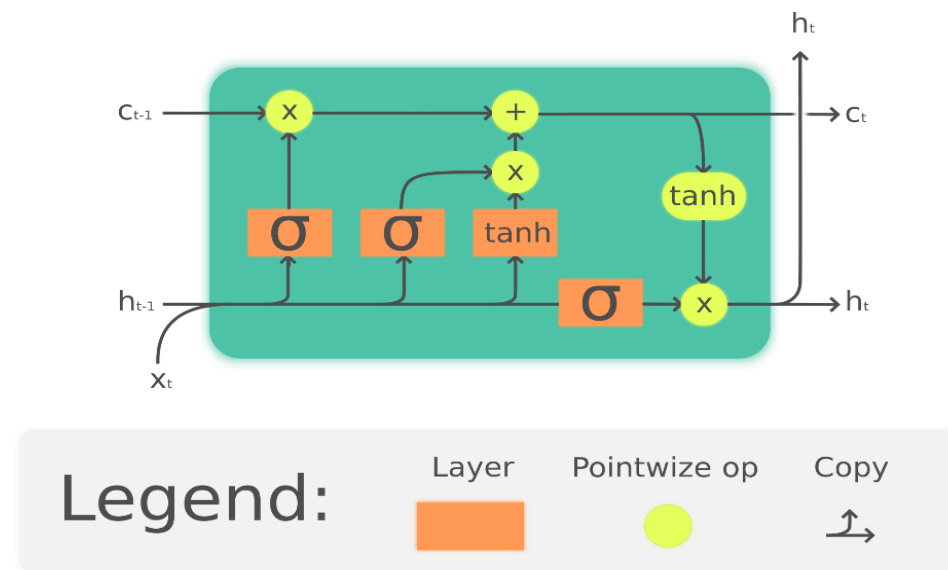 hₜ
cₜ₋₁ x + cₜ
x
tanh
σ σ tanh
hₜ₋₁ σ x hₜ
xₜ
Legend:
Layer
Pointwize op
Copy